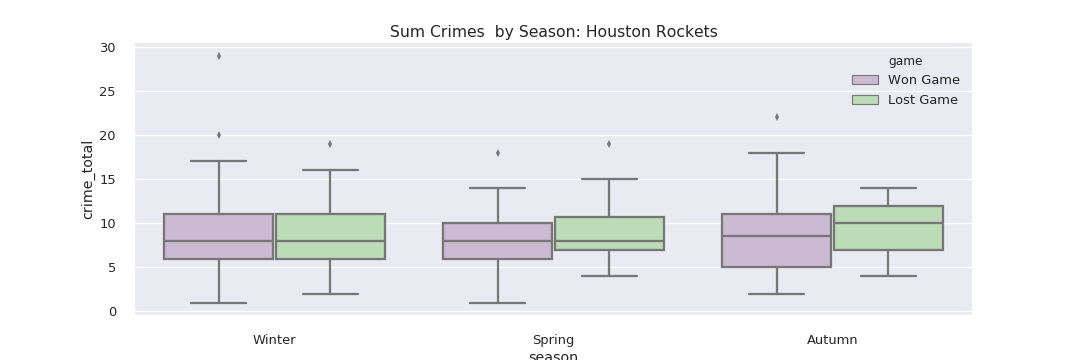 Sum Crimes  by Season: Houston Rockets
30
25
20
15
10
5
0
crime_total
game
Won Game
Lost Game
Winter
Spring
Autumn
season